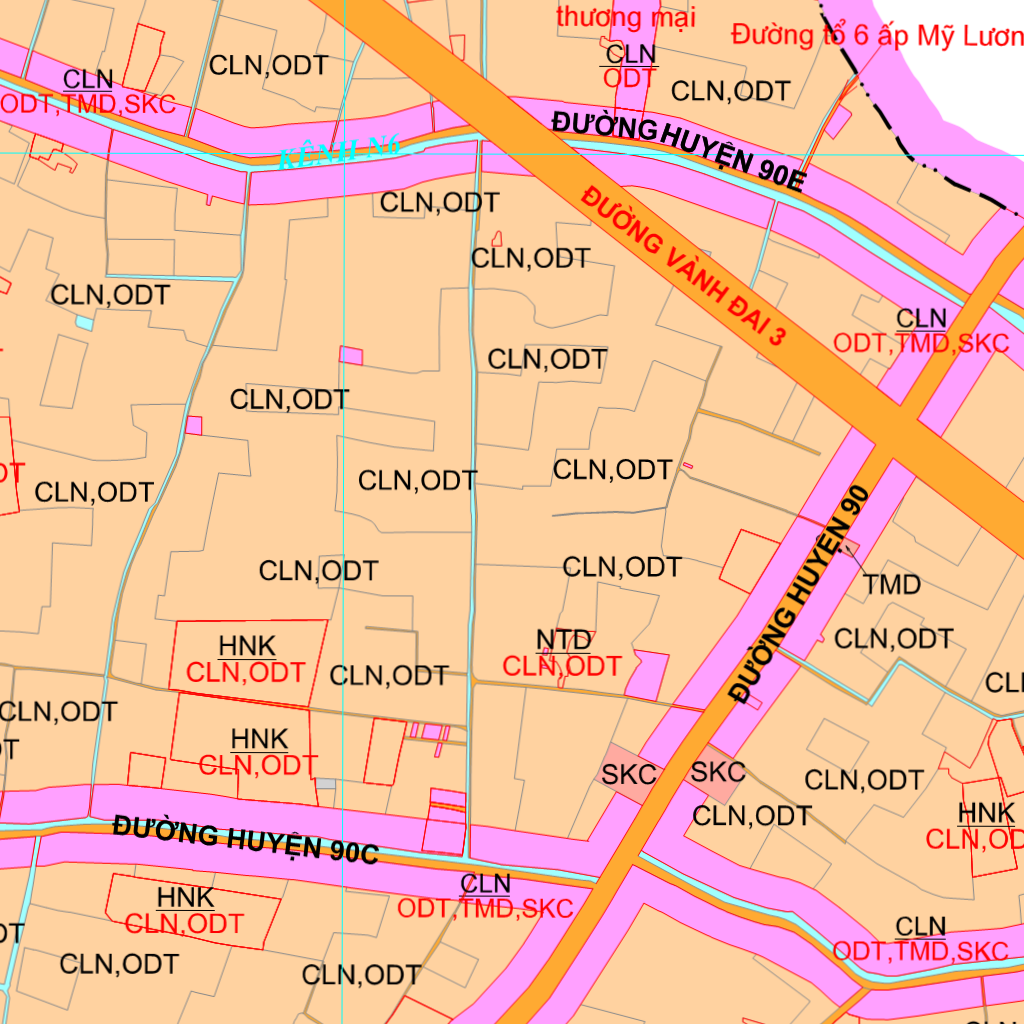 thương mại
Đường tổ 6 ấp Mỹ Lươn
CLN
ODT
CLN,ODT
CLN,ODT
CLN
ODT,TMD,SKC
ĐƯỜNG HUYỆN 90E
KÊNH N6
CLN,ODT
ĐƯỜNG VÀNH ĐAI 3
CLN,ODT
CLN,ODT
CLN
ODT,TMD,SKC
CLN,ODT
CLN,ODT
CLN,ODT
CLN,ODT
DT
CLN,ODT
CLN,ODT
CLN,ODT
ĐƯỜNG HUYỆN 90
TMD
CLN,ODT
NTD
CLN,ODT
HNK
CLN,ODT
CLN,ODT
CLN,ODT
HNK
CLN,ODT
SKC
SKC
CLN,ODT
CLN,ODT
HNK
CLN,OD
ĐƯỜNG HUYỆN 90C
CLN
ODT,TMD,SKC
HNK
CLN,ODT
CLN
ODT,TMD,SKC
CLN,ODT
CLN,ODT